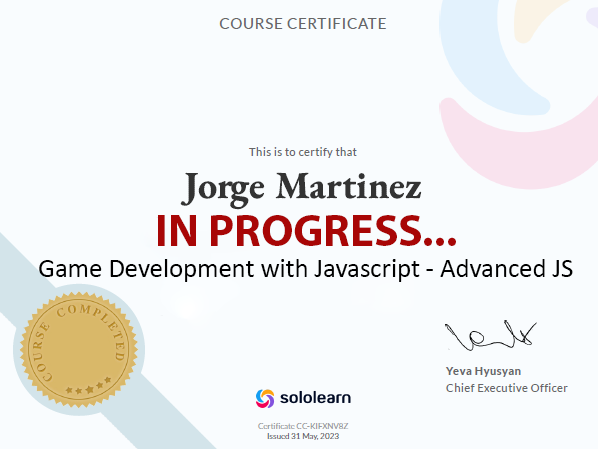 COURSE CERTIFICATE
This is to certify that
Jorge Martinez
IN PROGRESS...
Game Development with Javascript - Advanced JS
COURSE COMPLETED
Yeva Hyusyan
Chief Executive Officer
sololearn
Certificate CC-KIFXNV8Z
Issued 31 May, 2023